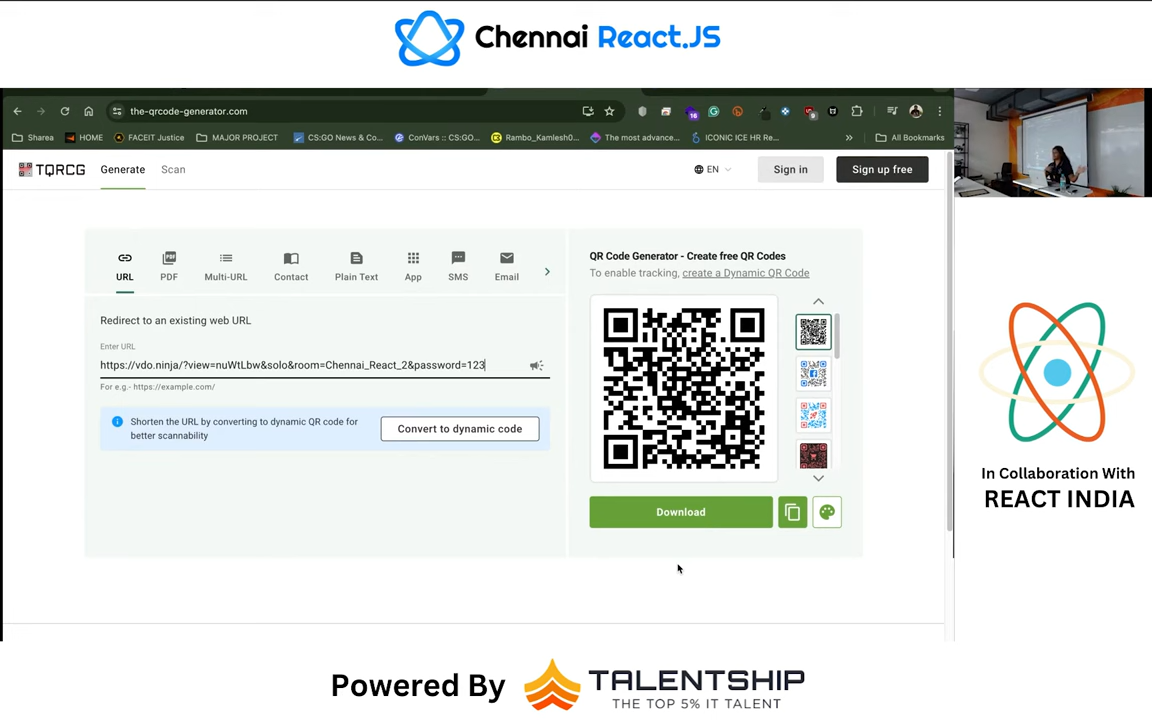 Chennai React.JS
the-qrcode-generator.com
Sharea
HOME
FACEIT Justice
MAJOR PROJECT
CS:GO News & Co...
ConVars :: CS:GO...
Rambo_Kamlesh0...
The most advance...
ICONIC ICE HR Re...
»
All Bookmarks
TQRCG
Generate
Scan
EN
Sign in
Sign up free
URL
PDF
Multi-URL
Contact
Plain Text
App
SMS
Email
Redirect to an existing web URL
Enter URL
https://vdo.ninja/?view=nuWtLbw&solo&room=Chennai_React_2&password=123
For e.g.- https://example.com/
Shorten the URL by converting to dynamic QR code for
better scannability
Convert to dynamic code
QR Code Generator - Create free QR Codes
To enable tracking, create a Dynamic QR Code
Download
In Collaboration With
REACT INDIA
Powered By
TALENTSHIP
THE TOP 5% IT TALENT